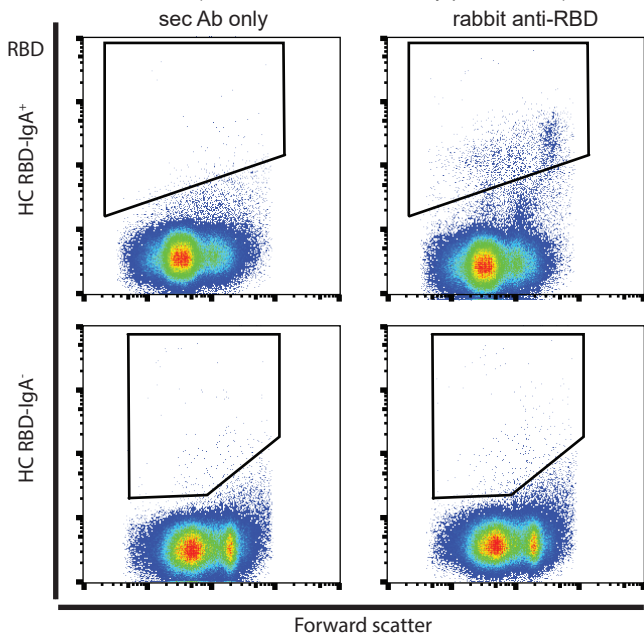 sec Ab only
rabbit anti-RBD
RBD
HC RBD-IgA+
HC RBD-IgA-
Forward scatter